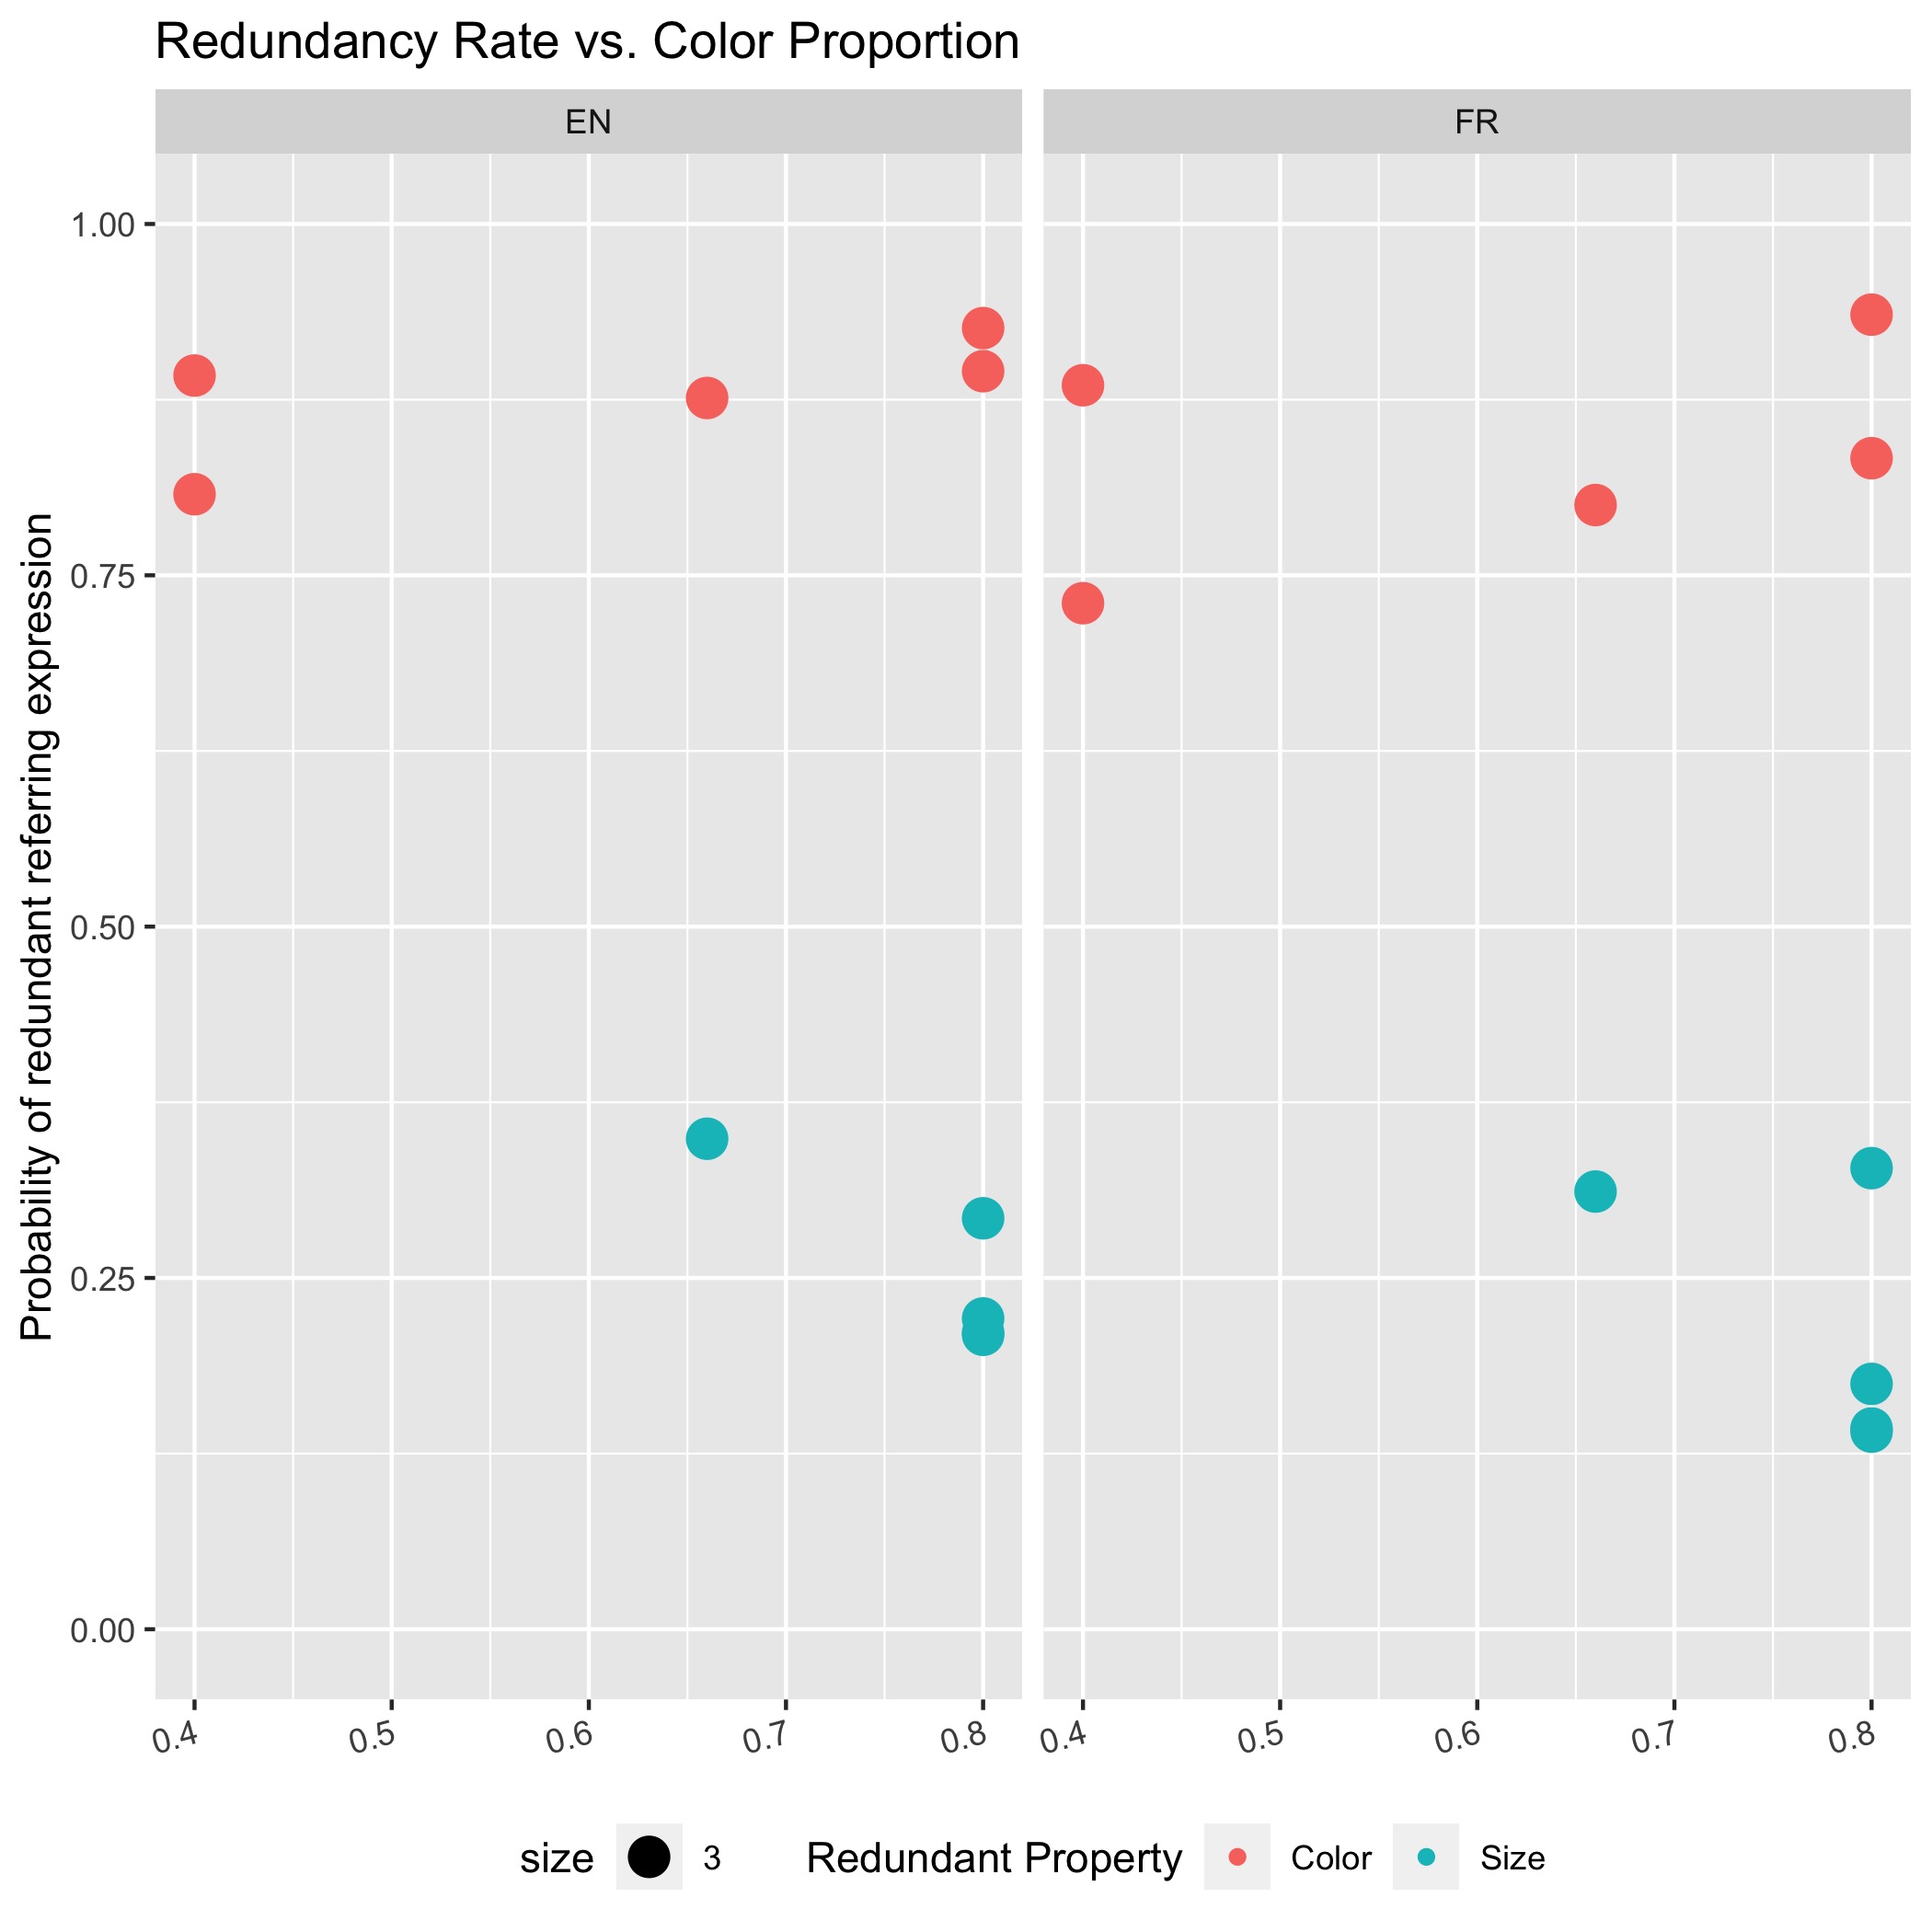 Redundancy Rate vs. Color Proportion
EN
FR
Probability of redundant referring expression
1.00
0.75
0.50
0.25
0.00
0.4 0.5 0.6 0.7 0.8
0.4 0.5 0.6 0.7 0.8
size 3 Redundant Property Color Size